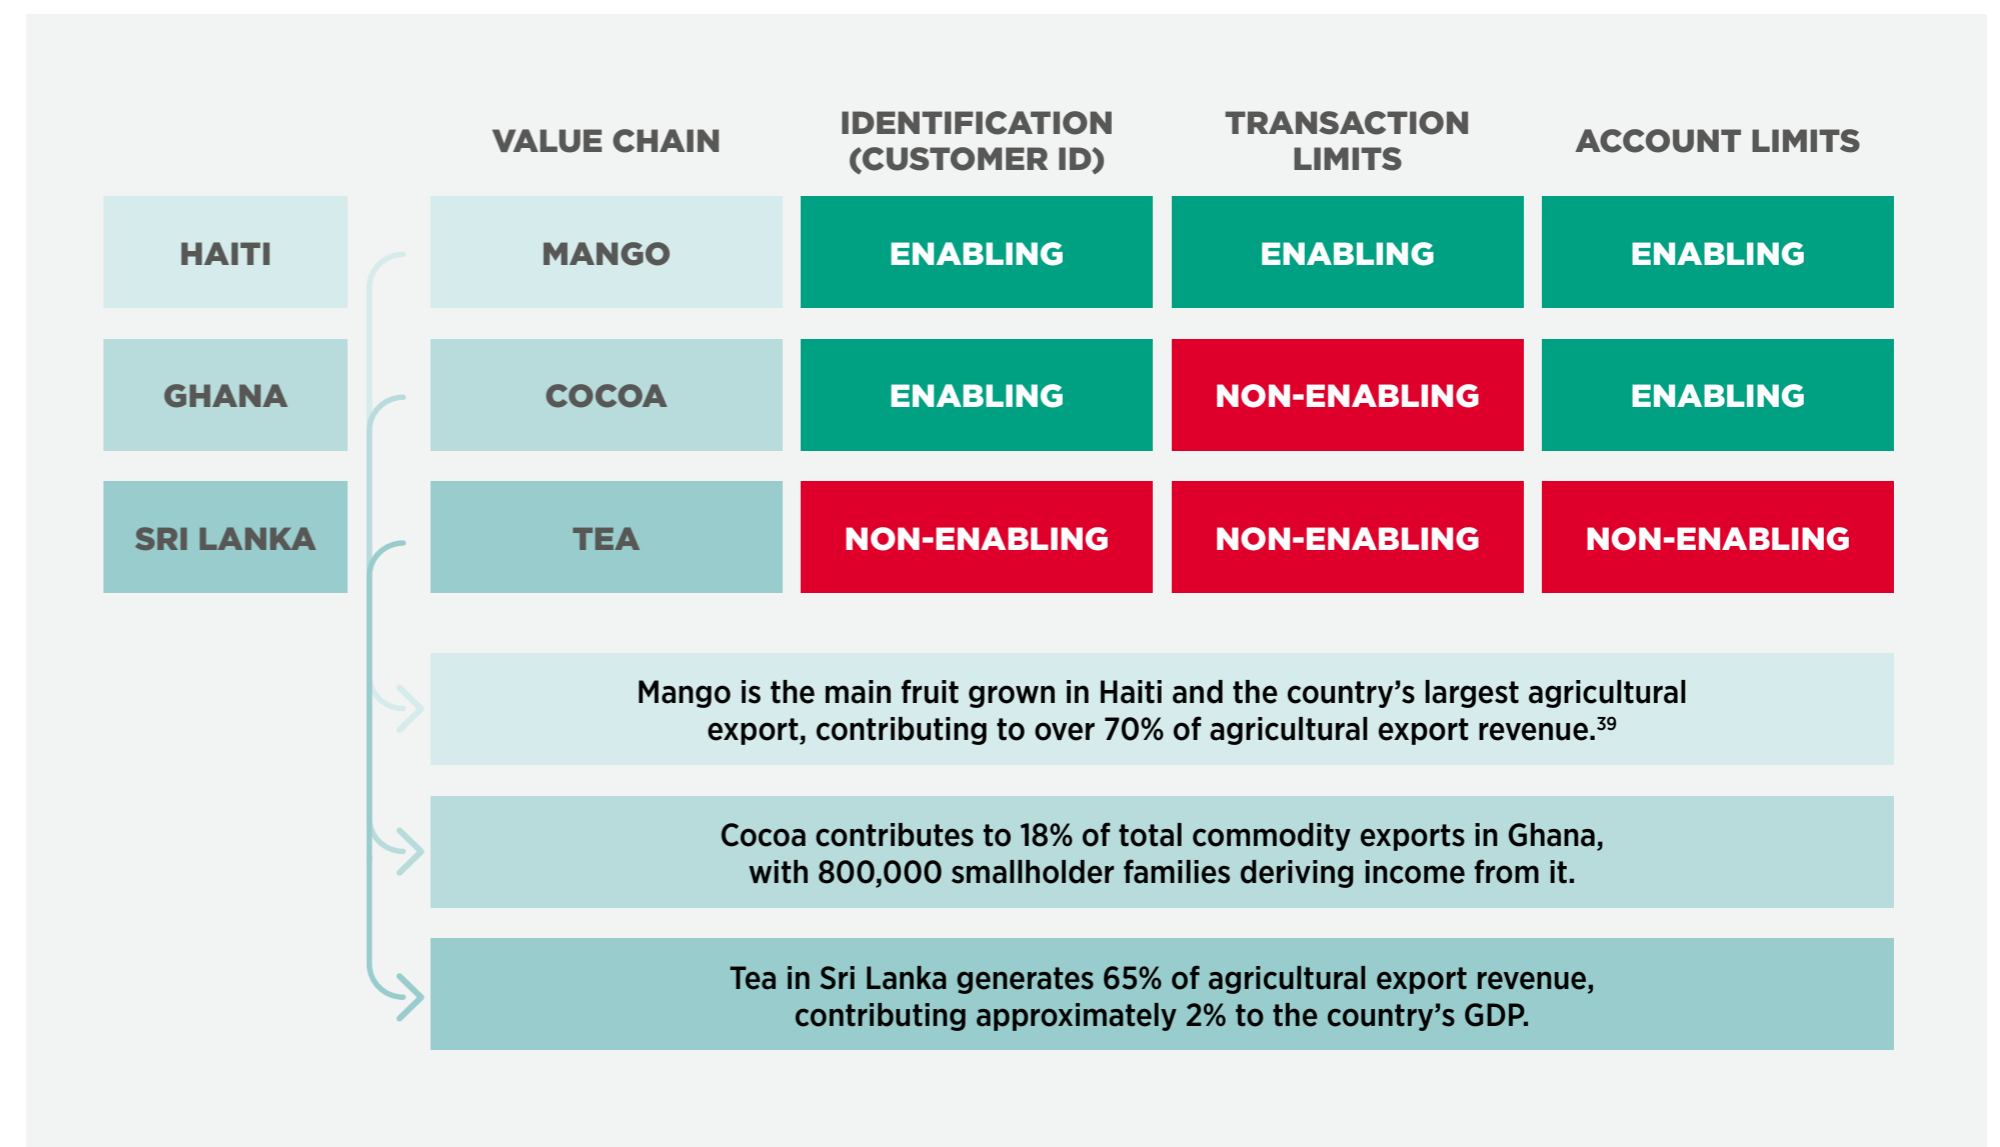 VALUE CHAIN
IDENTIFICATION
(CUSTOMER ID)
TRANSACTION
LIMITS
ACCOUNT LIMITS
HAITI
MANGO
ENABLING
ENABLING
ENABLING
GHANA
COCOA
ENABLING
NON-ENABLING
ENABLING
SRI LANKA
TEA
NON-ENABLING
NON-ENABLING
NON-ENABLING
Mango is the main fruit grown in Haiti and the country’s largest agricultural
export, contributing to over 70% of agricultural export revenue.³⁹
Cocoa contributes to 18% of total commodity exports in Ghana,
with 800,000 smallholder families deriving income from it.
Tea in Sri Lanka generates 65% of agricultural export revenue,
contributing approximately 2% to the country’s GDP.